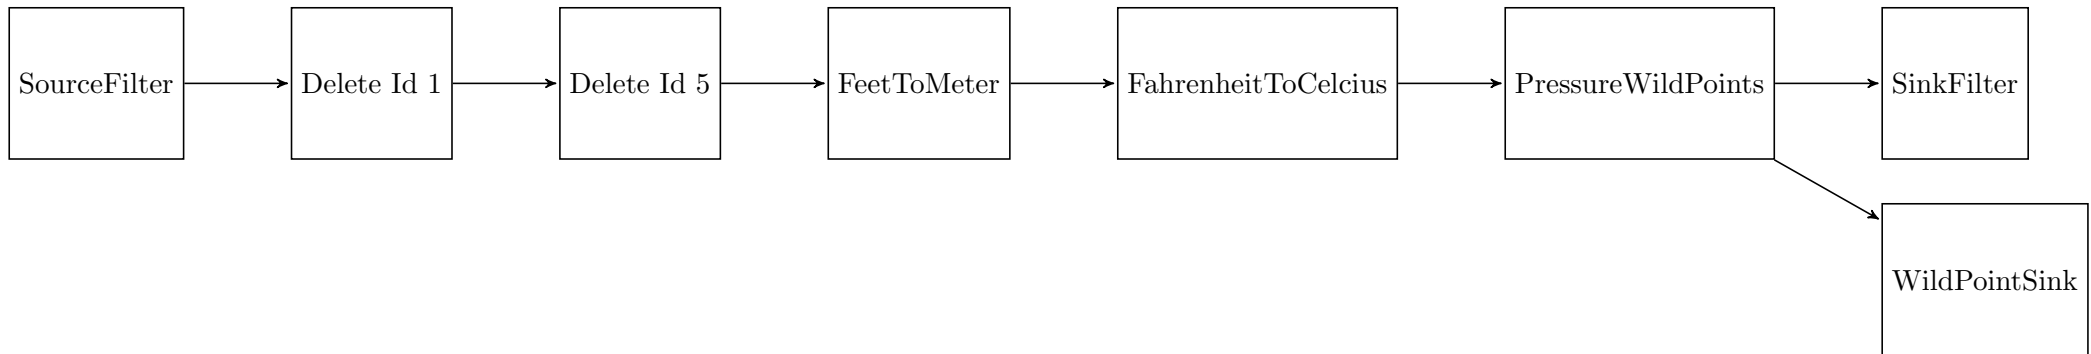 SourceFilter
Delete Id 1
Delete Id 5
FeetToMeter
FahrenheitToCelcius
PressureWildPoints
SinkFilter
WildPointSink